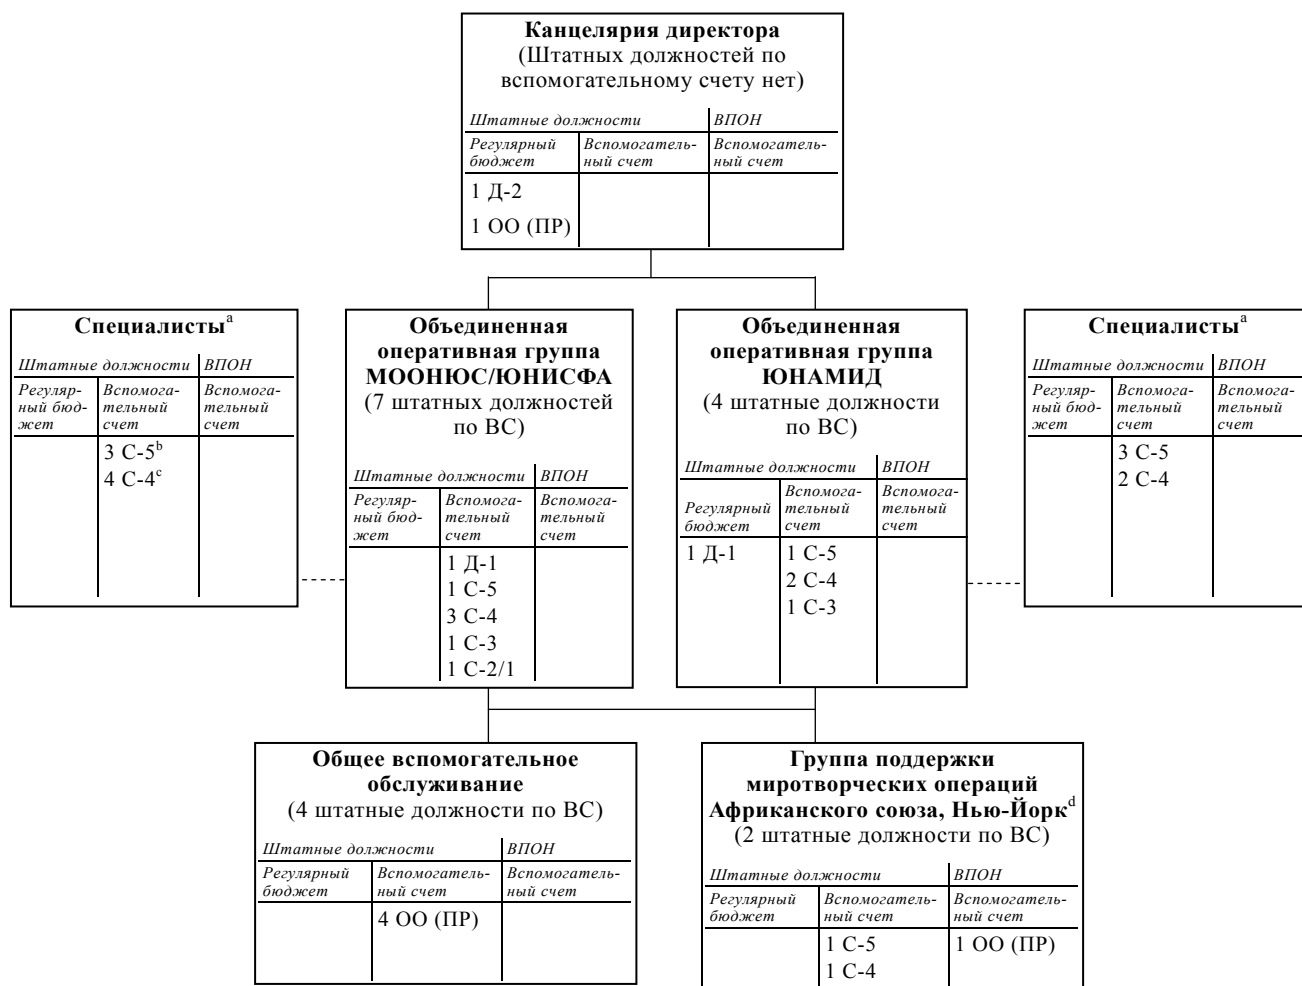 Канцелярия директора
(Штатных должностей по
вспомогательному счету нет)
Штатные должности ВПОН
Регулярный бюджет Вспомогатель-ный счет Вспомогатель-ный счет
1 Д-2
1 ОО (ПР)
Специалистыa
Штатные должности ВПОН
Регуляр-ный бюд-жет Вспомога-тельный счет Вспомога-тельный счет
3 С-5b
4 С-4c
Объединенная
оперативная группа
МООНЮС/ЮНИСФА
(7 штатных должностей
по ВС)
Штатные должности ВПОН
Регуляр-ный бюд-жет Вспомога-тельный счет Вспомога-тельный счет
1 Д-1
1 С-5
3 С-4
1 С-3
1 С-2/1
Объединенная
оперативная группа
ЮНАМИД
(4 штатные должности
по ВС)
Штатные должности ВПОН
Регулярный бюджет Вспомога-тельный счет Вспомога-тельный счет
1 Д-1 1 С-5
2 С-4
1 С-3
Специалистыa
Штатные должности ВПОН
Регуляр-ный бюд-жет Вспомога-тельный счет Вспомога-тельный счет
3 С-5
2 С-4
Общее вспомогательное
обслуживание
(4 штатные должности по ВС)
Штатные должности ВПОН
Регулярный бюджет Вспомогатель-ный счет Вспомогатель-ный счет
4 ОО (ПР)
Группа поддержки
миротворческих операций
Африканского союза, Нью-Йоркd
(2 штатные должности по ВС)
Штатные должности ВПОН
Регулярный бюджет Вспомогатель-ный счет Вспомогатель-ный счет
1 С-5 1 ОО (ПР)
1 С-4